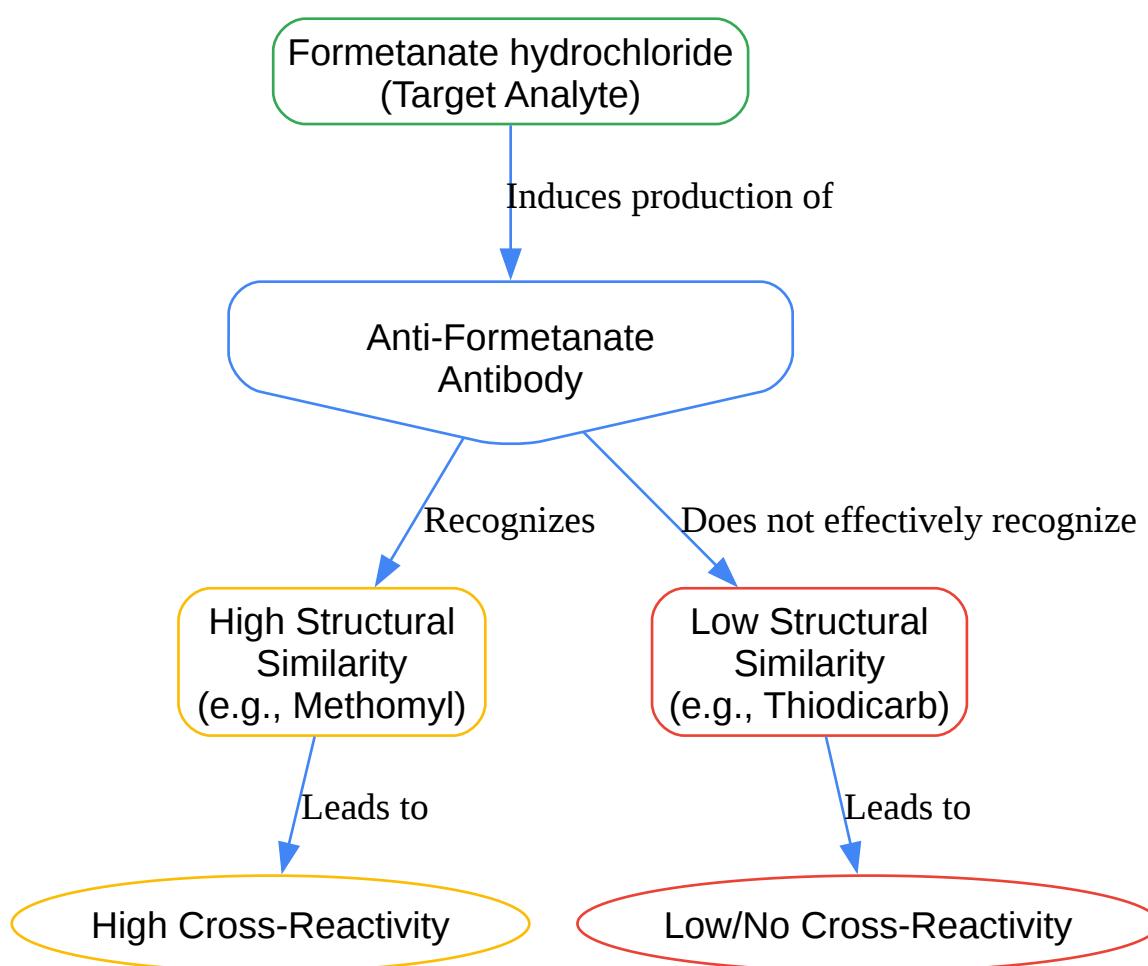 Formetanate hydrochloride
(Target Analyte)
Induces production of
Anti-Formetanate
Antibody
Recognizes
Does not effectively recognize
High Structural
Similarity
(e.g., Methomyl)
Low Structural
Similarity
(e.g., Thiodicarb)
Leads to
Leads to
High Cross-Reactivity
Low/No Cross-Reactivity